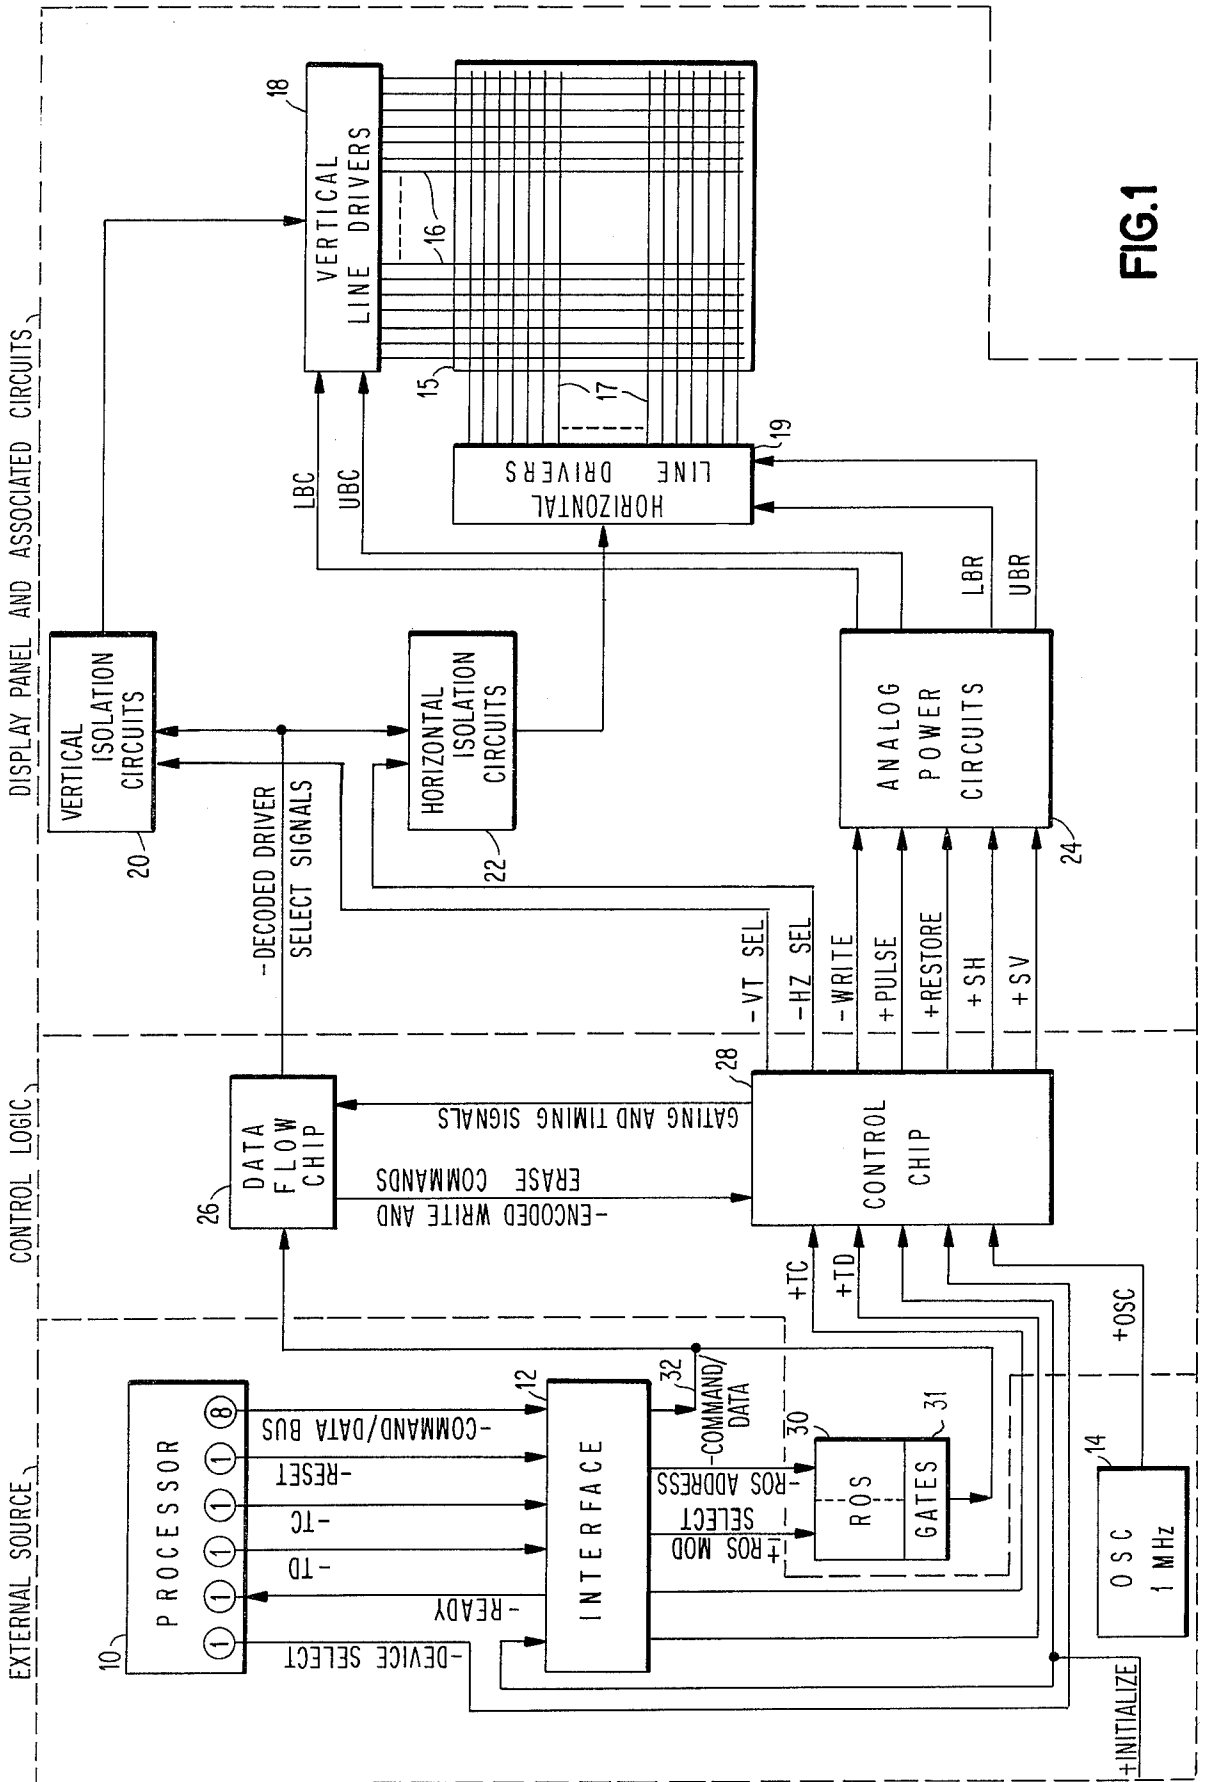 EXTERNAL SOURCE
CONTROL LOGIC
DISPLAY PANEL AND ASSOCIATED CIRCUITS
10
PROCESSOR
1
1
1
1
1
8
-DEVICE SELECT
-READY
-TD
-TC
-RESET
-COMMAND/DATA BUS
INTERFACE
12
32
-COMMAND/
DATA
±ROS MOD
SELECT
-ROS ADDRESS
ROS
30
GATES
31
OSC
1 MHz
14
+INITIALIZE
+OSC
+TC
+TD
26
DATA
FLOW
CHIP
-ENCODED WRITE AND
ERASE COMMANDS
GATING AND TIMING SIGNALS
CONTROL
CHIP
28
-DECODED DRIVER
SELECT SIGNALS
-VT SEL
-HZ SEL
-WRITE
+PULSE
+RESTORE
+SH
+SV
20
VERTICAL
ISOLATION
CIRCUITS
22
HORIZONTAL
ISOLATION
CIRCUITS
24
ANALOG
POWER
CIRCUITS
LBC
UBC
LBR
UBR
VERTICAL
LINE DRIVERS
18
HORIZONTAL
LINE DRIVERS
19
15
16
17
FIG.1